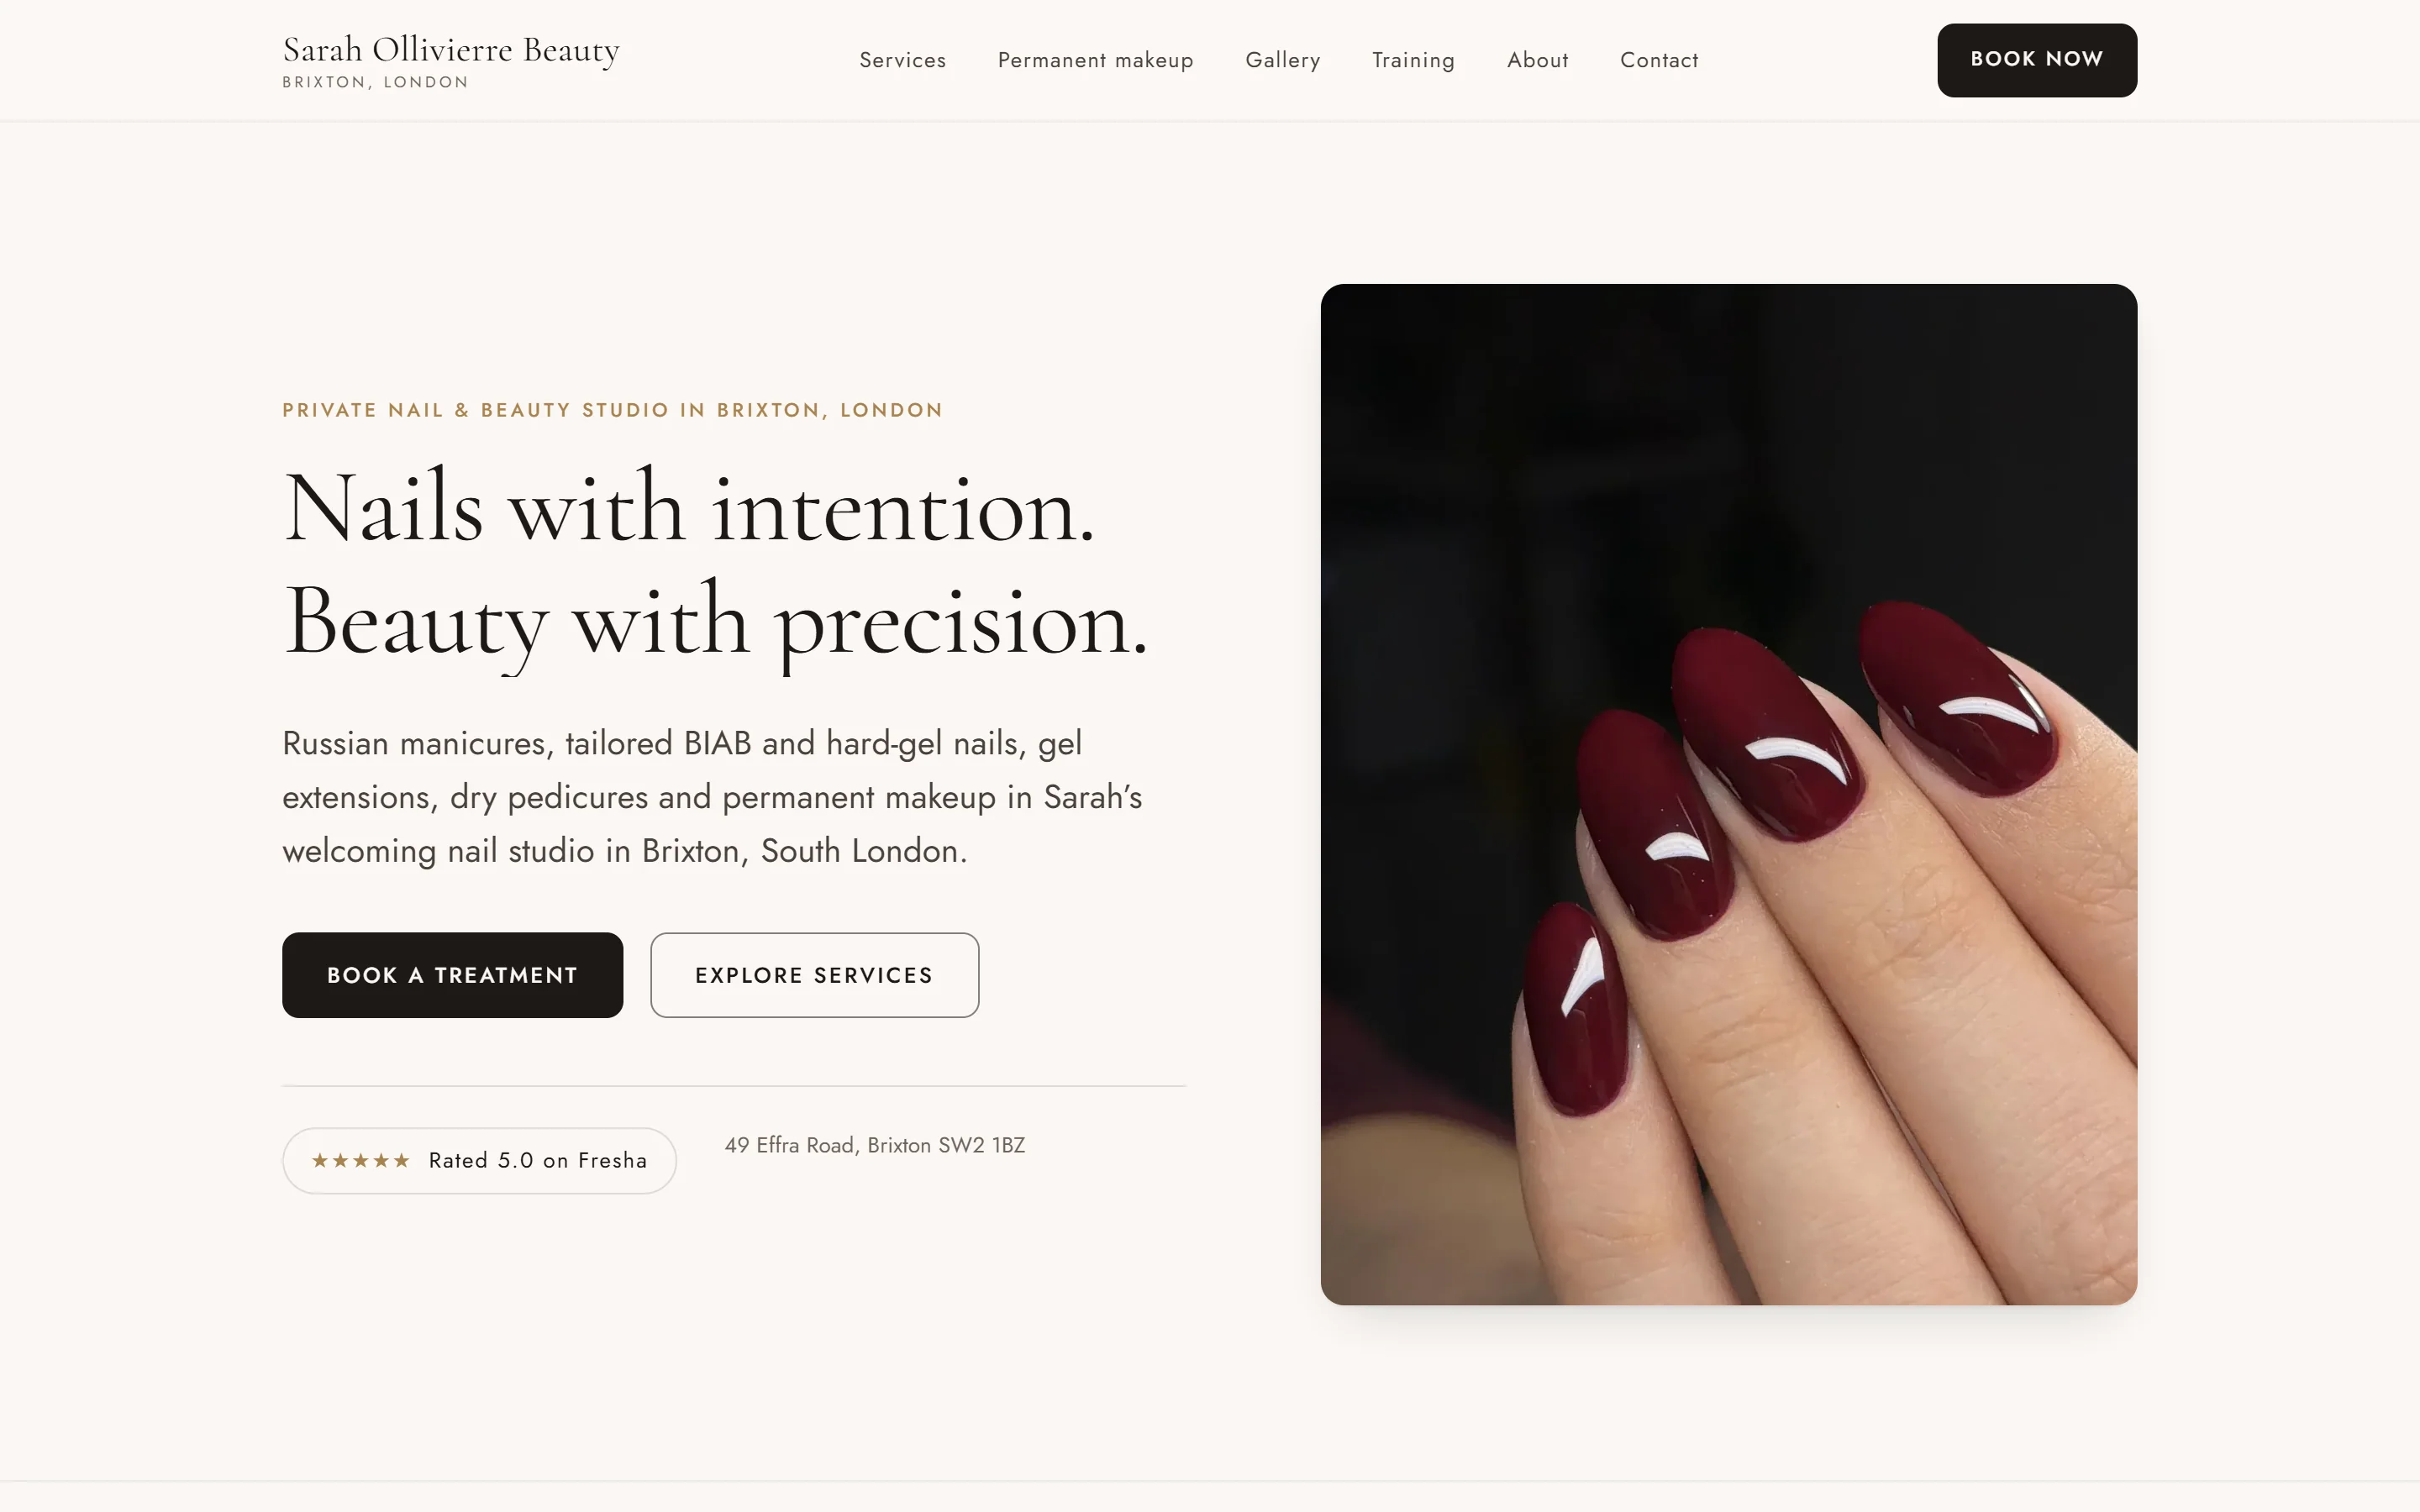 Sarah Ollivierre Beauty
BRIXTON, LONDON
Services
Permanent makeup
Gallery
Training
About
Contact
BOOK NOW
PRIVATE NAIL & BEAUTY STUDIO IN BRIXTON, LONDON
Nails with intention.
Beauty with precision.
Russian manicures, tailored BIAB and hard-gel nails, gel
extensions, dry pedicures and permanent makeup in Sarah’s
welcoming nail studio in Brixton, South London.
BOOK A TREATMENT
EXPLORE SERVICES
★★★★★ Rated 5.0 on Fresha
49 Effra Road, Brixton SW2 1BZ